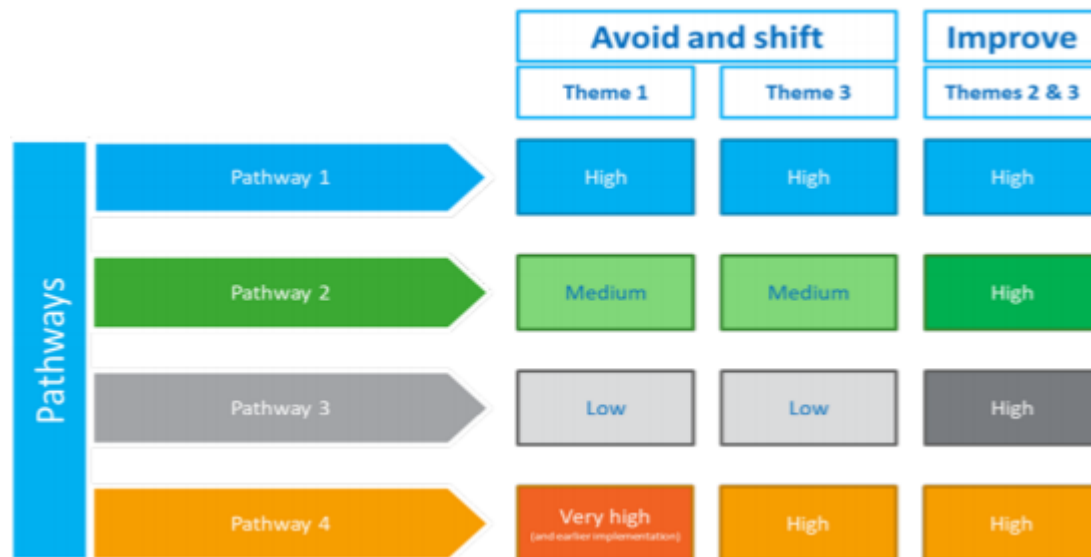 Avoid and shift Improve
Theme 1 Theme 3 Themes 2 & 3
Pathways
Pathway 1 High High High
Pathway 2 Medium Medium High
Pathway 3 Low Low High
Pathway 4 Very high High High
(and earlier implementation)